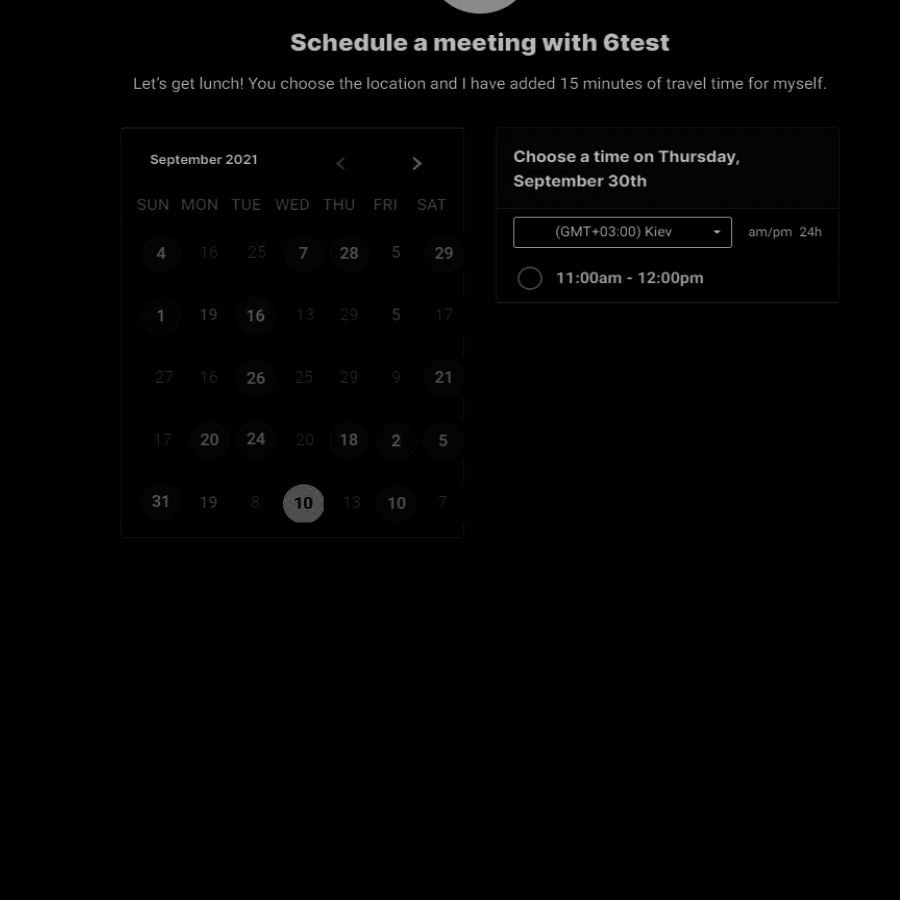 Schedule a meeting with 6test
Let's get lunch! You choose the location and I have added 15 minutes of travel time for myself.
September 2021
SUN MON TUE WED THU FRI SAT
4 16 25 7 28 5 29
1 19 16 13 29 5 17
27 16 26 25 29 9 21
17 20 24 20 18 2 5
31 19 8 10 13 10 7
Choose a time on Thursday,
September 30th
(GMT+03:00) Kiev am/pm 24h
11:00am - 12:00pm